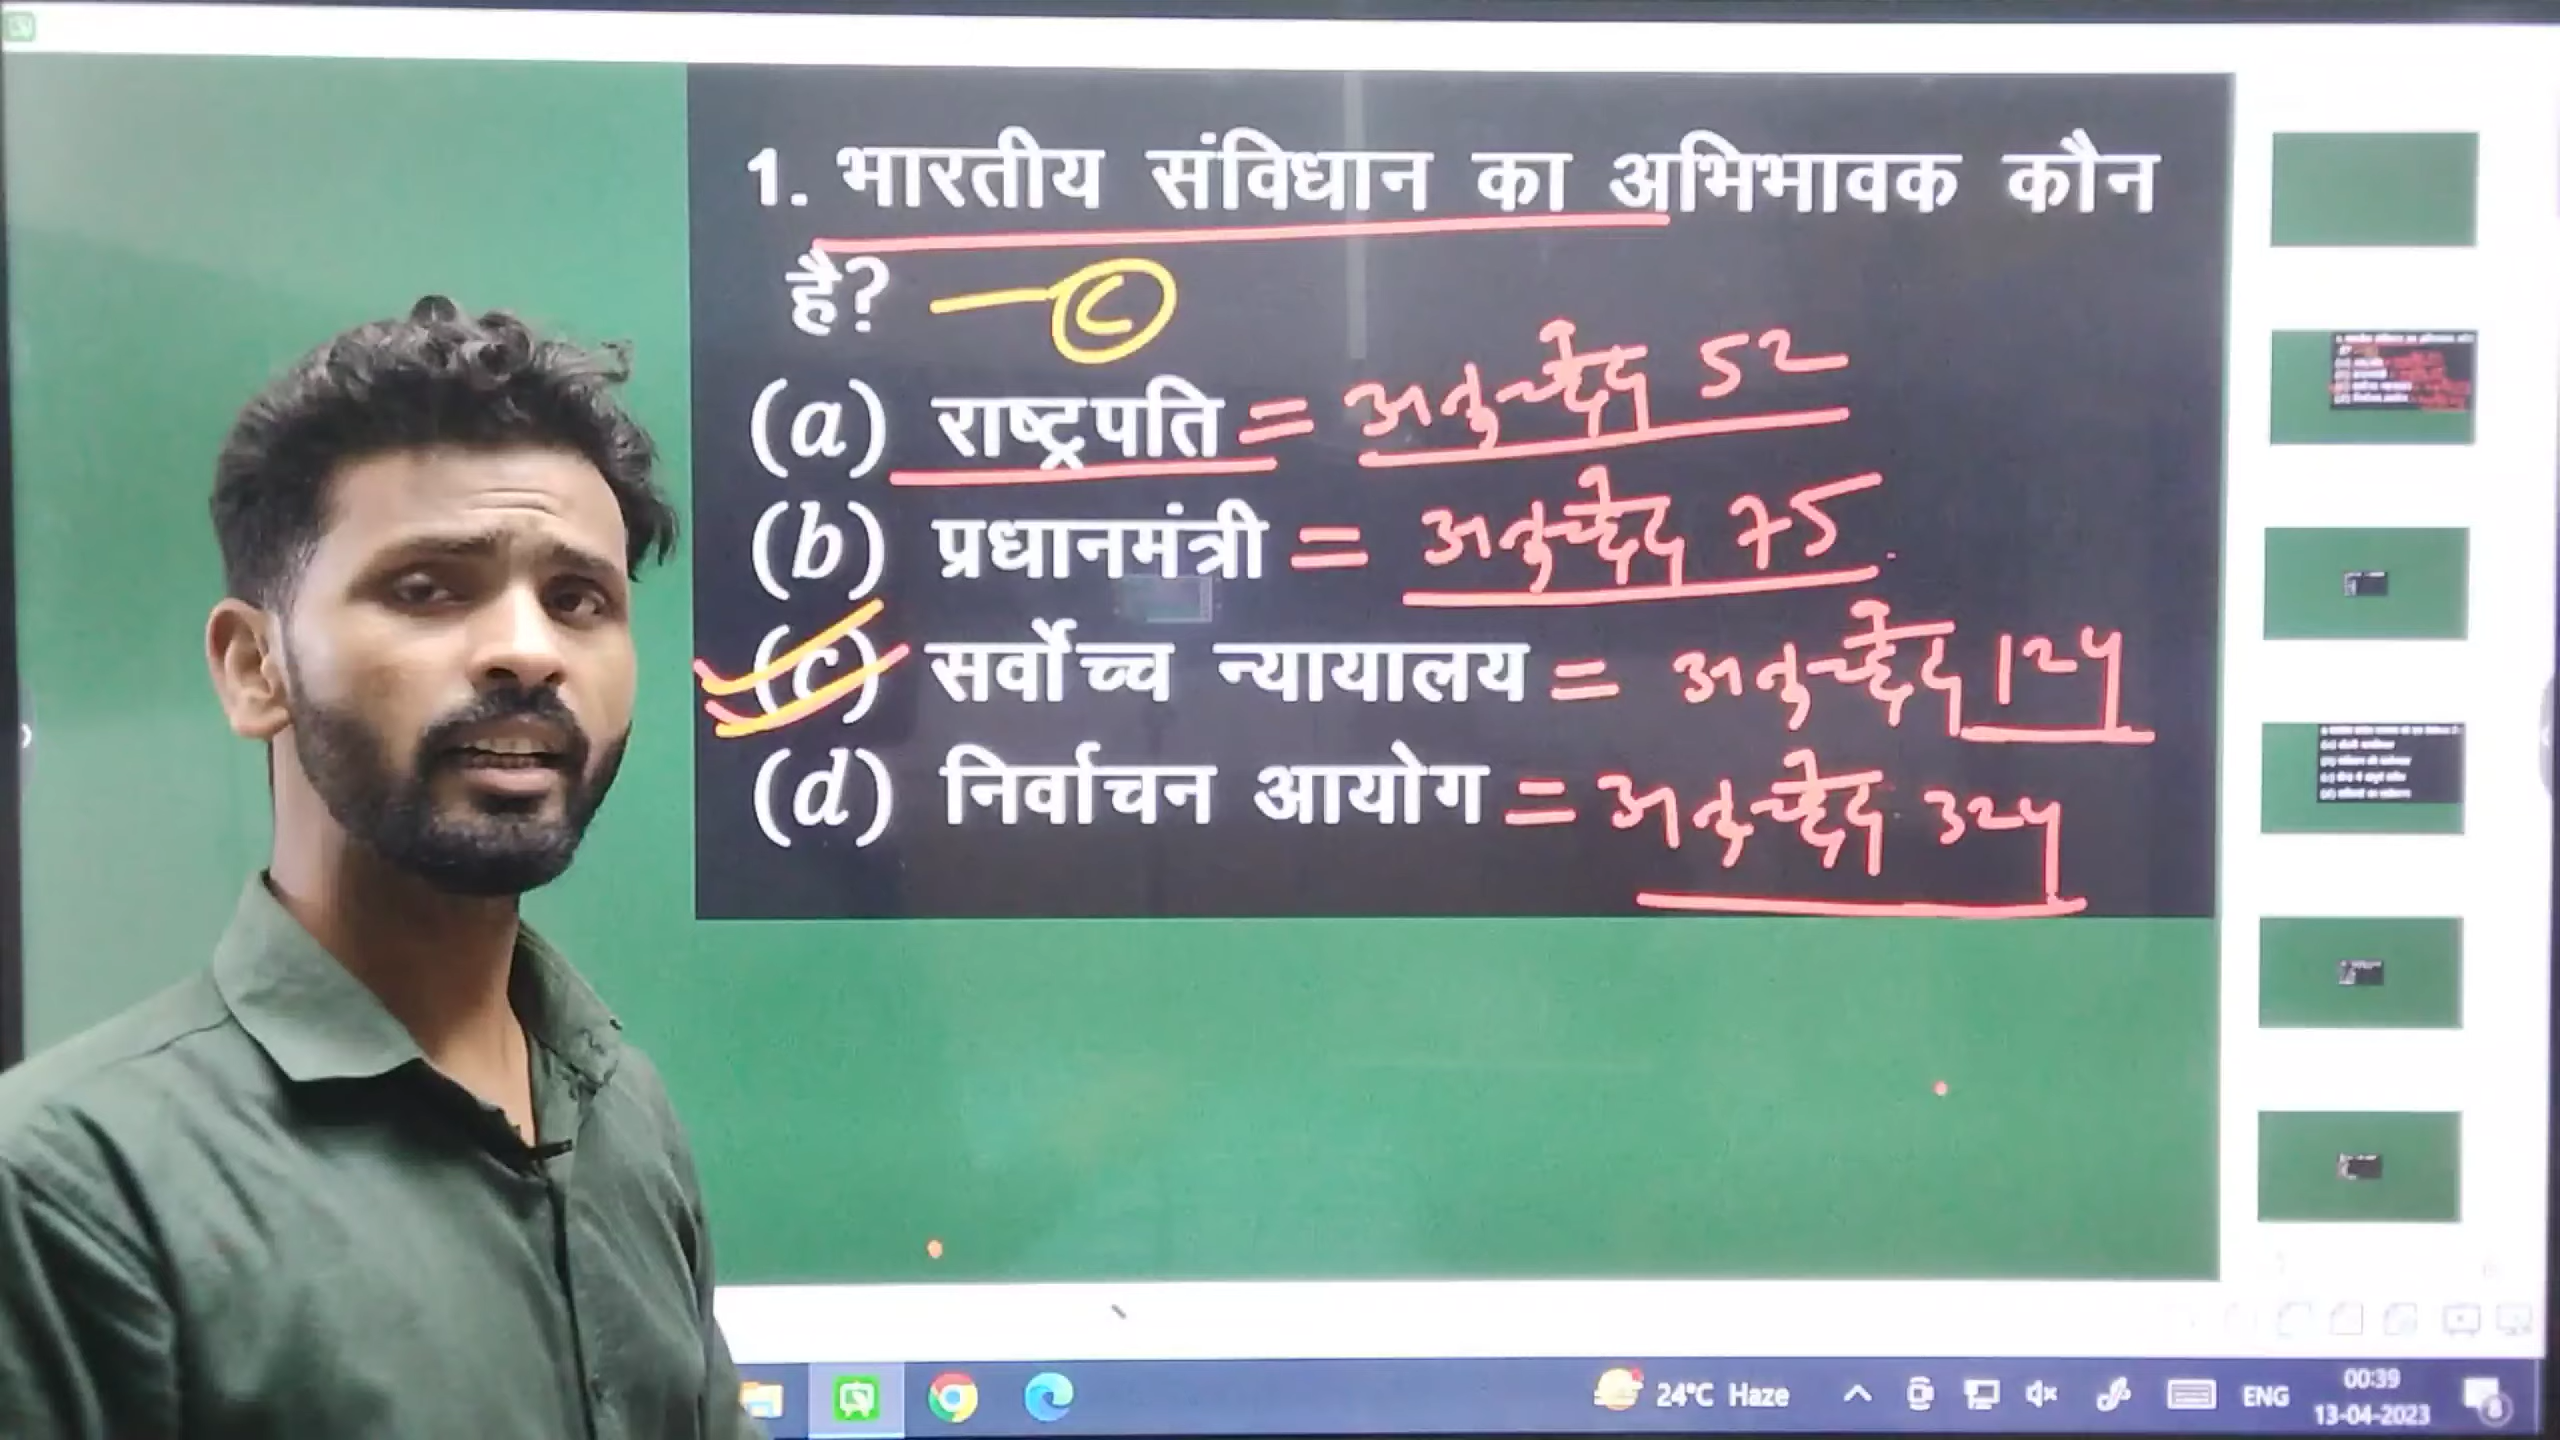 1. भारतीय संविधान का अभिभावक कौन
है? — C
(a) राष्ट्रपति = अनुच्छेद 52
(b) प्रधानमंत्री = अनुच्छेद 75
(c) सर्वोच्च न्यायालय = अनुच्छेद 124
(d) निर्वाचन आयोग = अनुच्छेद 324
24°C Haze
ENG
00:39
13-04-2023
8